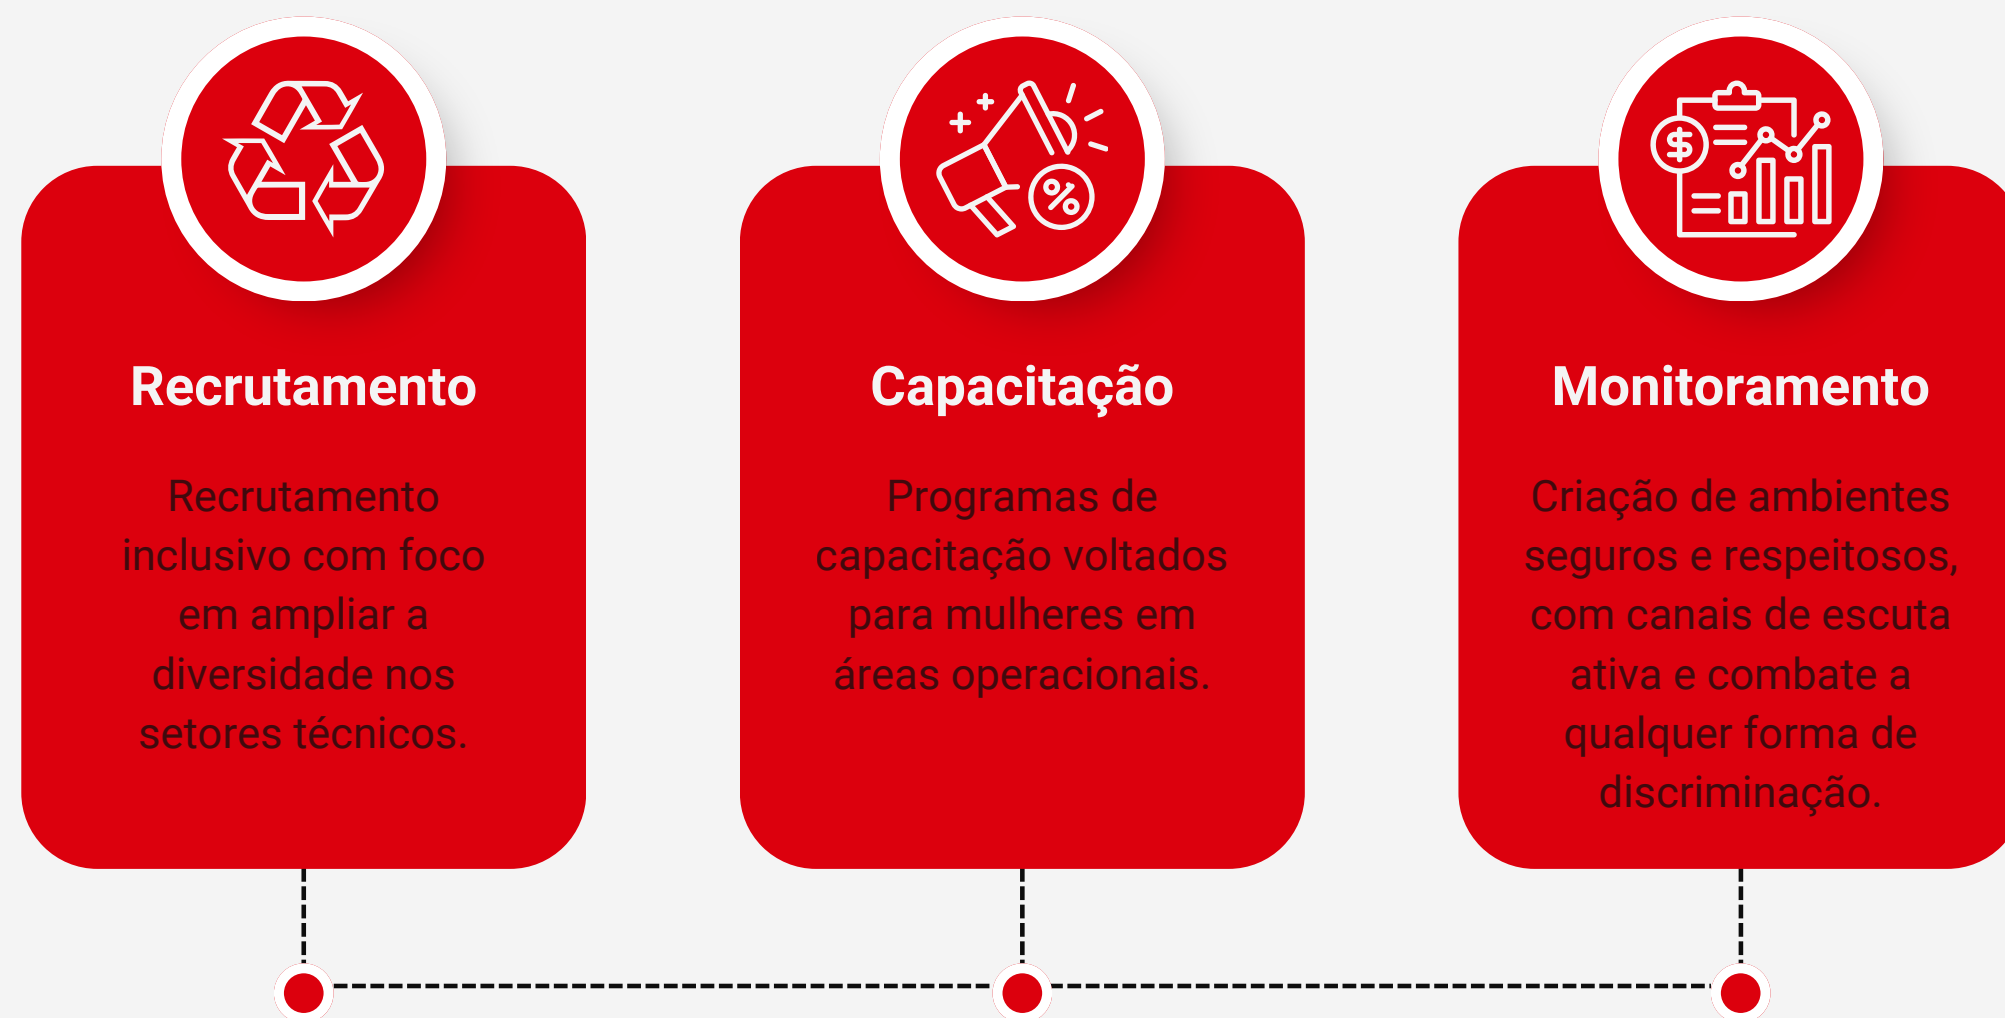 Recrutamento
Recrutamento
inclusivo com foco
em ampliar a
diversidade nos
setores técnicos.
%
Capacitação
Programas de
capacitação voltados
para mulheres em
áreas operacionais.
$
Monitoramento
Criação de ambientes
seguros e respeitosos,
com canais de escuta
ativa e combate a
qualquer forma de
discriminação.